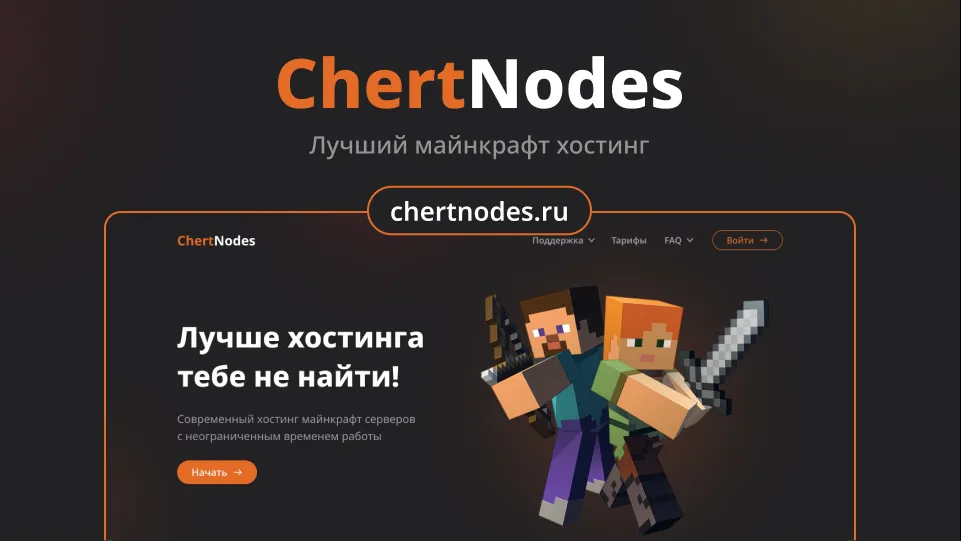 ChertNodes
Лучший майнкрафт хостинг
chertnodes.ru
ChertNodes
Поддержка
Тарифы
FAQ
Войти →
Лучше хостинга
тебе не найти!
Современный хостинг майнкрафт серверов
с неограниченным временем работы
Начать →